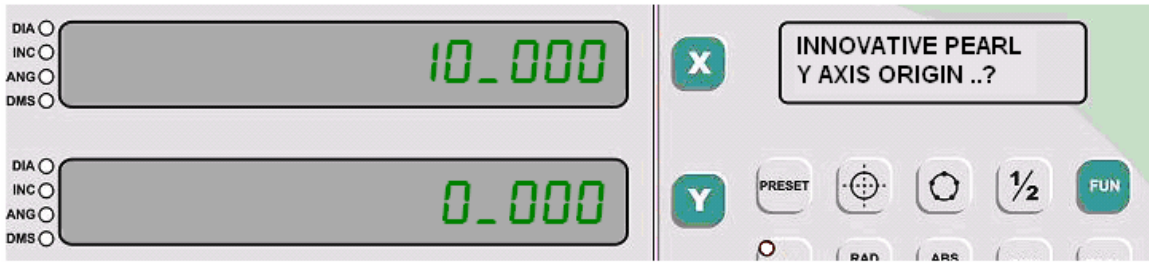 DIA
INC
ANG
DMS
10_000
X
INNOVATIVE PEARL
Y AXIS ORIGIN ..?
DIA
INC
ANG
DMS
0_000
Y
PRESET
1/2
FUN
RAD
ABS